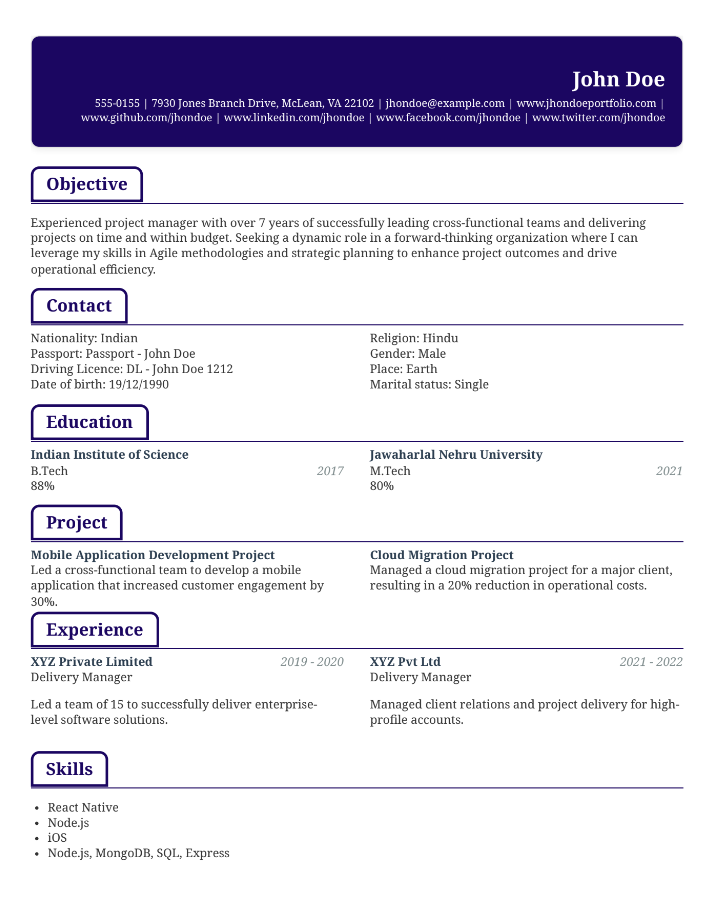 John Doe
555-0155 | 7930 Jones Branch Drive, McLean, VA 22102 | jhondoe@example.com | www.jhondoeportfolio.com |
www.github.com/jhondoe | www.linkedin.com/jhondoe | www.facebook.com/jhondoe | www.twitter.com/jhondoe
Objective
Experienced project manager with over 7 years of successfully leading cross-functional teams and delivering
projects on time and within budget. Seeking a dynamic role in a forward-thinking organization where I can
leverage my skills in Agile methodologies and strategic planning to enhance project outcomes and drive
operational efficiency.
Contact
Nationality: Indian
Passport: Passport - John Doe
Driving Licence: DL - John Doe 1212
Date of birth: 19/12/1990
Religion: Hindu
Gender: Male
Place: Earth
Marital status: Single
Education
Indian Institute of Science
B.Tech 2017
88%
Jawaharlal Nehru University
M.Tech 2021
80%
Project
Mobile Application Development Project
Led a cross-functional team to develop a mobile
application that increased customer engagement by
30%.
Cloud Migration Project
Managed a cloud migration project for a major client,
resulting in a 20% reduction in operational costs.
Experience
XYZ Private Limited 2019 - 2020
Delivery Manager
Led a team of 15 to successfully deliver enterprise-
level software solutions.
XYZ Pvt Ltd 2021 - 2022
Delivery Manager
Managed client relations and project delivery for high-
profile accounts.
Skills
• React Native
• Node.js
• iOS
• Node.js, MongoDB, SQL, Express